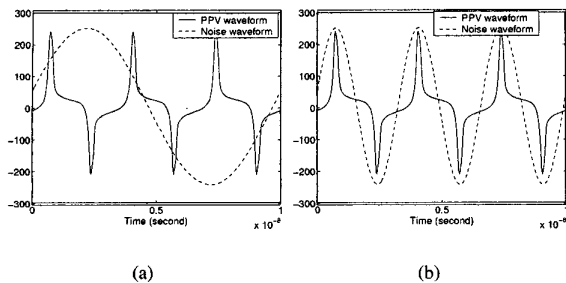 300
200
100
0
-100
-200
-300
PPV waveform
Noise waveform
0
0.5
1
Time (second)
x 10⁻⁸
(a)
300
200
100
0
-100
-200
-300
PPV waveform
Noise waveform
0
0.5
1
Time (second)
x 10⁻⁸
(b)